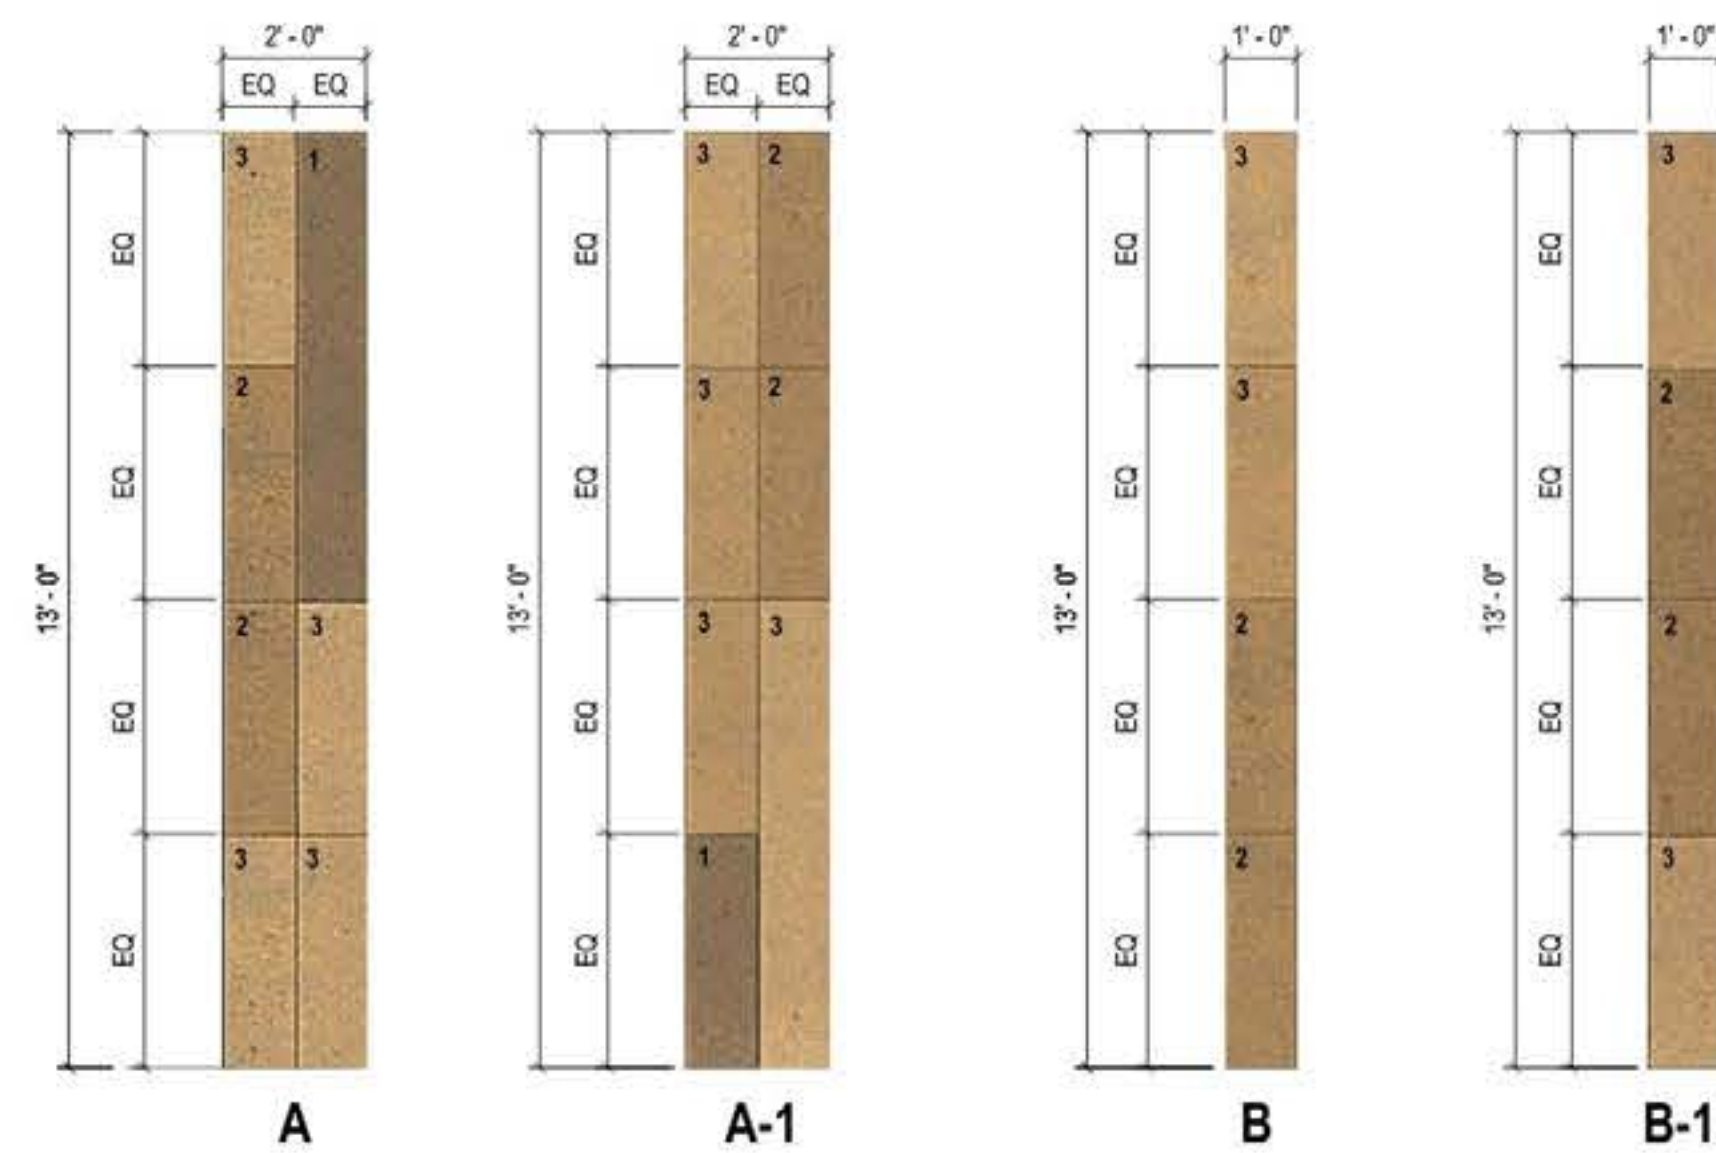 2' - 0"
2' - 0"
1' - 0"
1' - 0"
EQ EQ
EQ EQ
3 1
3 2
3
3
EQ
EQ
EQ
EQ
2
3 2
3
2
EQ
EQ
EQ
EQ
13' - 0"
13' - 0"
13' - 0"
13' - 0"
2 3
3 3
2
2
EQ
EQ
EQ
EQ
3 3
1
2
3
EQ
EQ
EQ
EQ
A
A-1
B
B-1